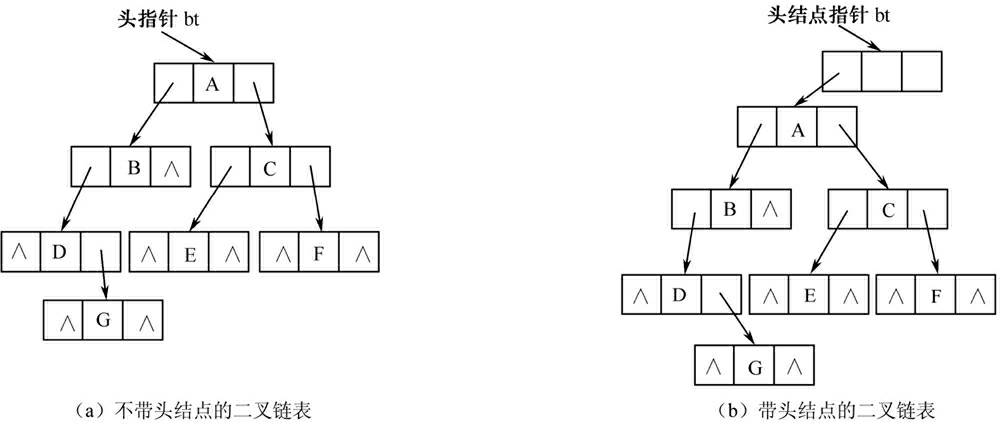 头指针 bt
A
B ∧ C
∧ D ∧ E ∧ ∧ F ∧
∧ G ∧
（a）不带头结点的二叉链表
头结点指针 bt
A
B ∧ C
∧ D ∧ E ∧ ∧ F ∧
∧ G ∧
（b）带头结点的二叉链表